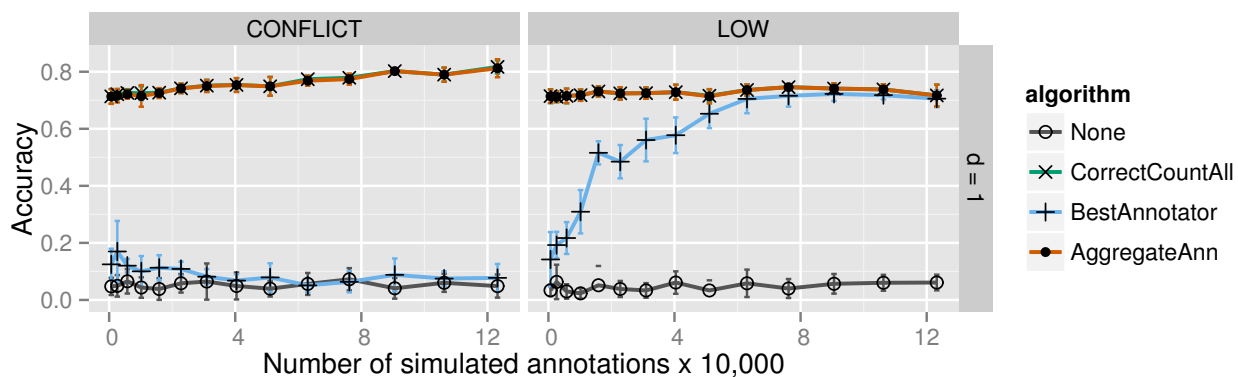 CONFLICT
LOW
Accuracy
0.8
0.6
0.4
0.2
0.0
0
4
8
12
0
4
8
12
Number of simulated annotations x 10,000
d = 1
algorithm
None
CorrectCountAll
BestAnnotator
AggregateAnn